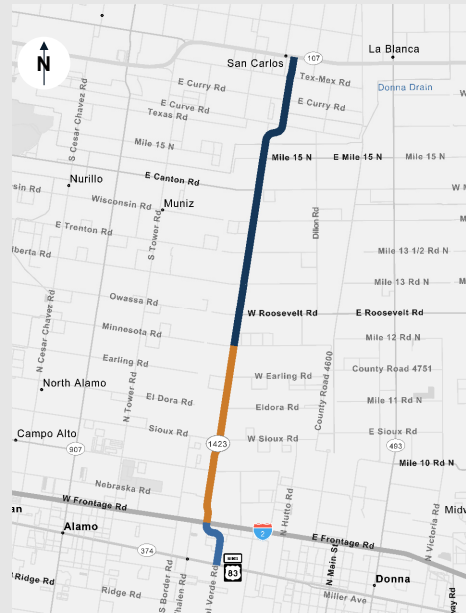 La Blanca
San Carlos
107
N
Tex-Mex Rd
E Curry Rd
Donna Drain
E Curve Rd
E Curry Rd
Texas Rd
S Cesar Chavez Rd
Mile 15 N
Mile 15 N
E Mile 15 N
Mile 15 N
E Canton Rd
Nurillo
Wisconsin Rd
Muniz
S Tower Rd
Dillon Rd
E Trenton Rd
Mile 13 1/2 Rd N
Mile 13 Rd N
Owassa Rd
W Roosevelt Rd
E Roosevelt Rd
N Cesar Chavez Rd
Minnesota Rd
Mile 12 Rd N
Earling Rd
County Road 4751
W Earling Rd
County Road 4600
North Alamo
N Tower Rd
El Dora Rd
Eldora Rd
Mile 11 Rd N
Campo Alto
Sioux Rd
W Sioux Rd
E Sioux Rd
907
1423
493
Mile 10 Rd N
Nebraska Rd
W Frontage Rd
N Hutto Rd
N Victoria Rd
Alamo
2
E Frontage Rd
374
83
N Main St
Ridge Rd
S Border Rd
Donna
Ridge Rd
Miller Ave